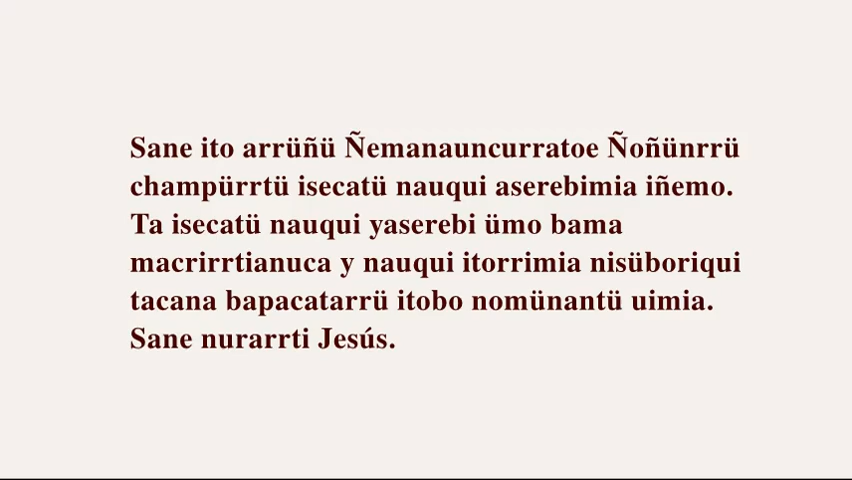 Sane ito arrüñü Ñemanauncurratoe Ñoñünrrü
champürrtü isecatü nauqui aserebimia iñemo.
Ta isecatü nauqui yaserebi ümo bama
macrirrtianuca y nauqui itorrimia nisüboriqui
tacana bapacatarrü itobo nomünantü uimia.
Sane nurarrti Jesús.